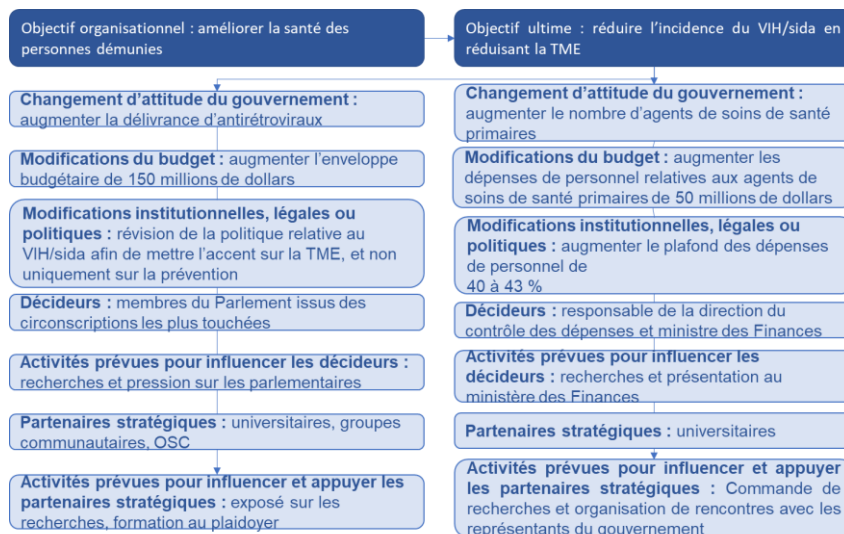 Objectif organisationnel : améliorer la santé des
personnes démunies
Objectif ultime : réduire l’incidence du VIH/sida en
réduisant la TME
Changement d’attitude du gouvernement :
augmenter la délivrance d’antirétroviraux
Modifications du budget : augmenter l’enveloppe
budgétaire de 150 millions de dollars
Modifications institutionnelles, légales ou
politiques : révision de la politique relative au
VIH/sida afin de mettre l’accent sur la TME, et non
uniquement sur la prévention
Décideurs : membres du Parlement issus des
circonscriptions les plus touchées
Activités prévues pour influencer les décideurs :
recherches et pression sur les parlementaires
Partenaires stratégiques : universitaires, groupes
communautaires, OSC
Activités prévues pour influencer et appuyer les
partenaires stratégiques : exposé sur les
recherches, formation au plaidoyer
Changement d’attitude du gouvernement :
augmenter le nombre d’agents de soins de santé
primaires
Modifications du budget : augmenter les
dépenses de personnel relatives aux agents de
soins de santé primaires de 50 millions de dollars
Modifications institutionnelles, légales ou
politiques : augmenter le plafond des dépenses
de personnel de
40 à 43 %
Décideurs : responsable de la direction du
contrôle des dépenses et ministre des Finances
Activités prévues pour influencer les
décideurs : recherches et présentation au
ministère des Finances
Partenaires stratégiques : universitaires
Activités prévues pour influencer et appuyer
les partenaires stratégiques : Commande de
recherches et organisation de rencontres avec les
représentants du gouvernement